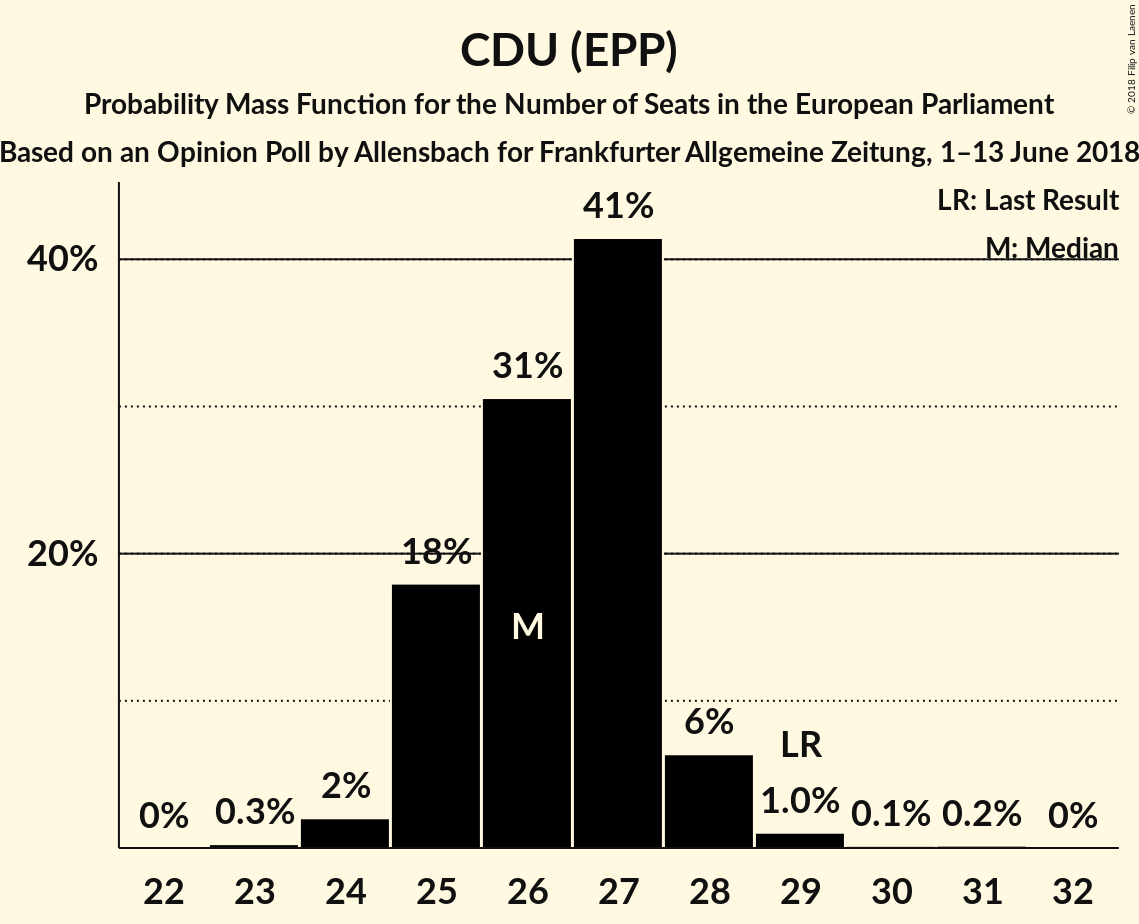 CDU (EPP)
Probability Mass Function for the Number of Seats in the European Parliament
Based on an Opinion Poll by Allensbach for Frankfurter Allgemeine Zeitung, 1–13 June 2018
© 2018 Filip van Laenen
LR: Last Result
M: Median
41%
40%
31%
20%
18%
M
6%
LR
2%
1.0%
0%
0.3%
0.1%
0.2%
0%
22 23 24 25 26 27 28 29 30 31 32